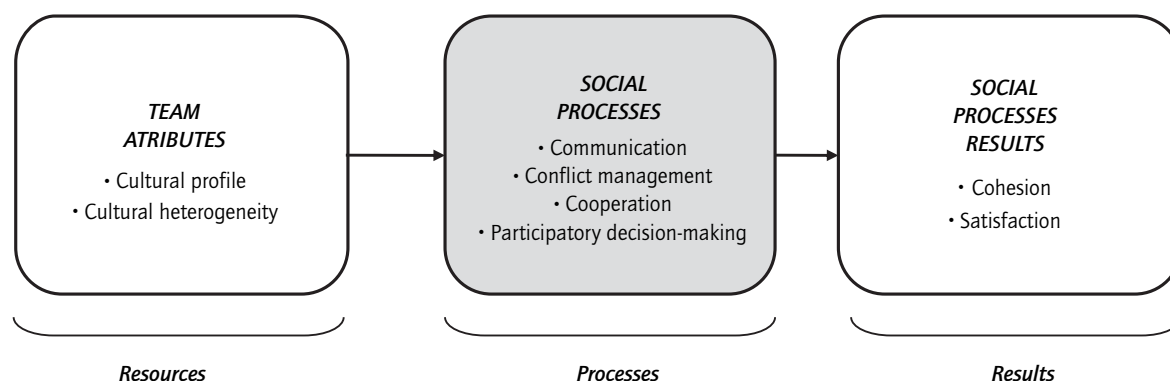 TEAM
ATRIBUTES
• Cultural profile
• Cultural heterogeneity
SOCIAL
PROCESSES
• Communication
• Conflict management
• Cooperation
• Participatory decision-making
SOCIAL
PROCESSES
RESULTS
• Cohesion
• Satisfaction
Resources
Processes
Results